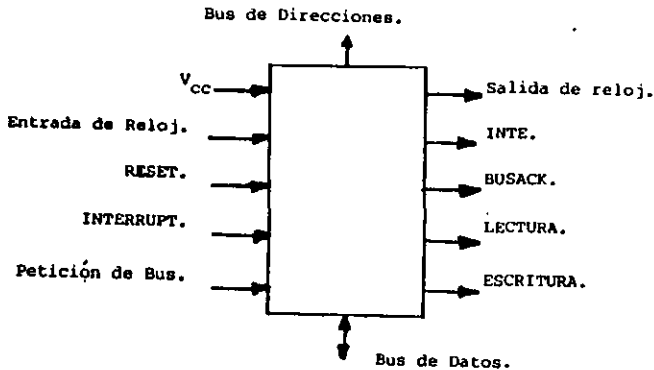 Bus de Direcciones.
Vcc
Salida de reloj.
Entrada de Reloj.
INTE.
RESET.
BUSACK.
INTERRUPT.
LECTURA.
Petición de Bus.
ESCRITURA.
Bus de Datos.